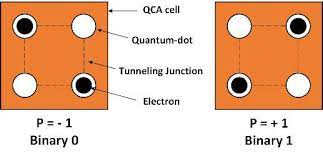 QCA cell
Quantum-dot
Tunneling Junction
Electron
P = - 1
Binary 0
P = + 1
Binary 1